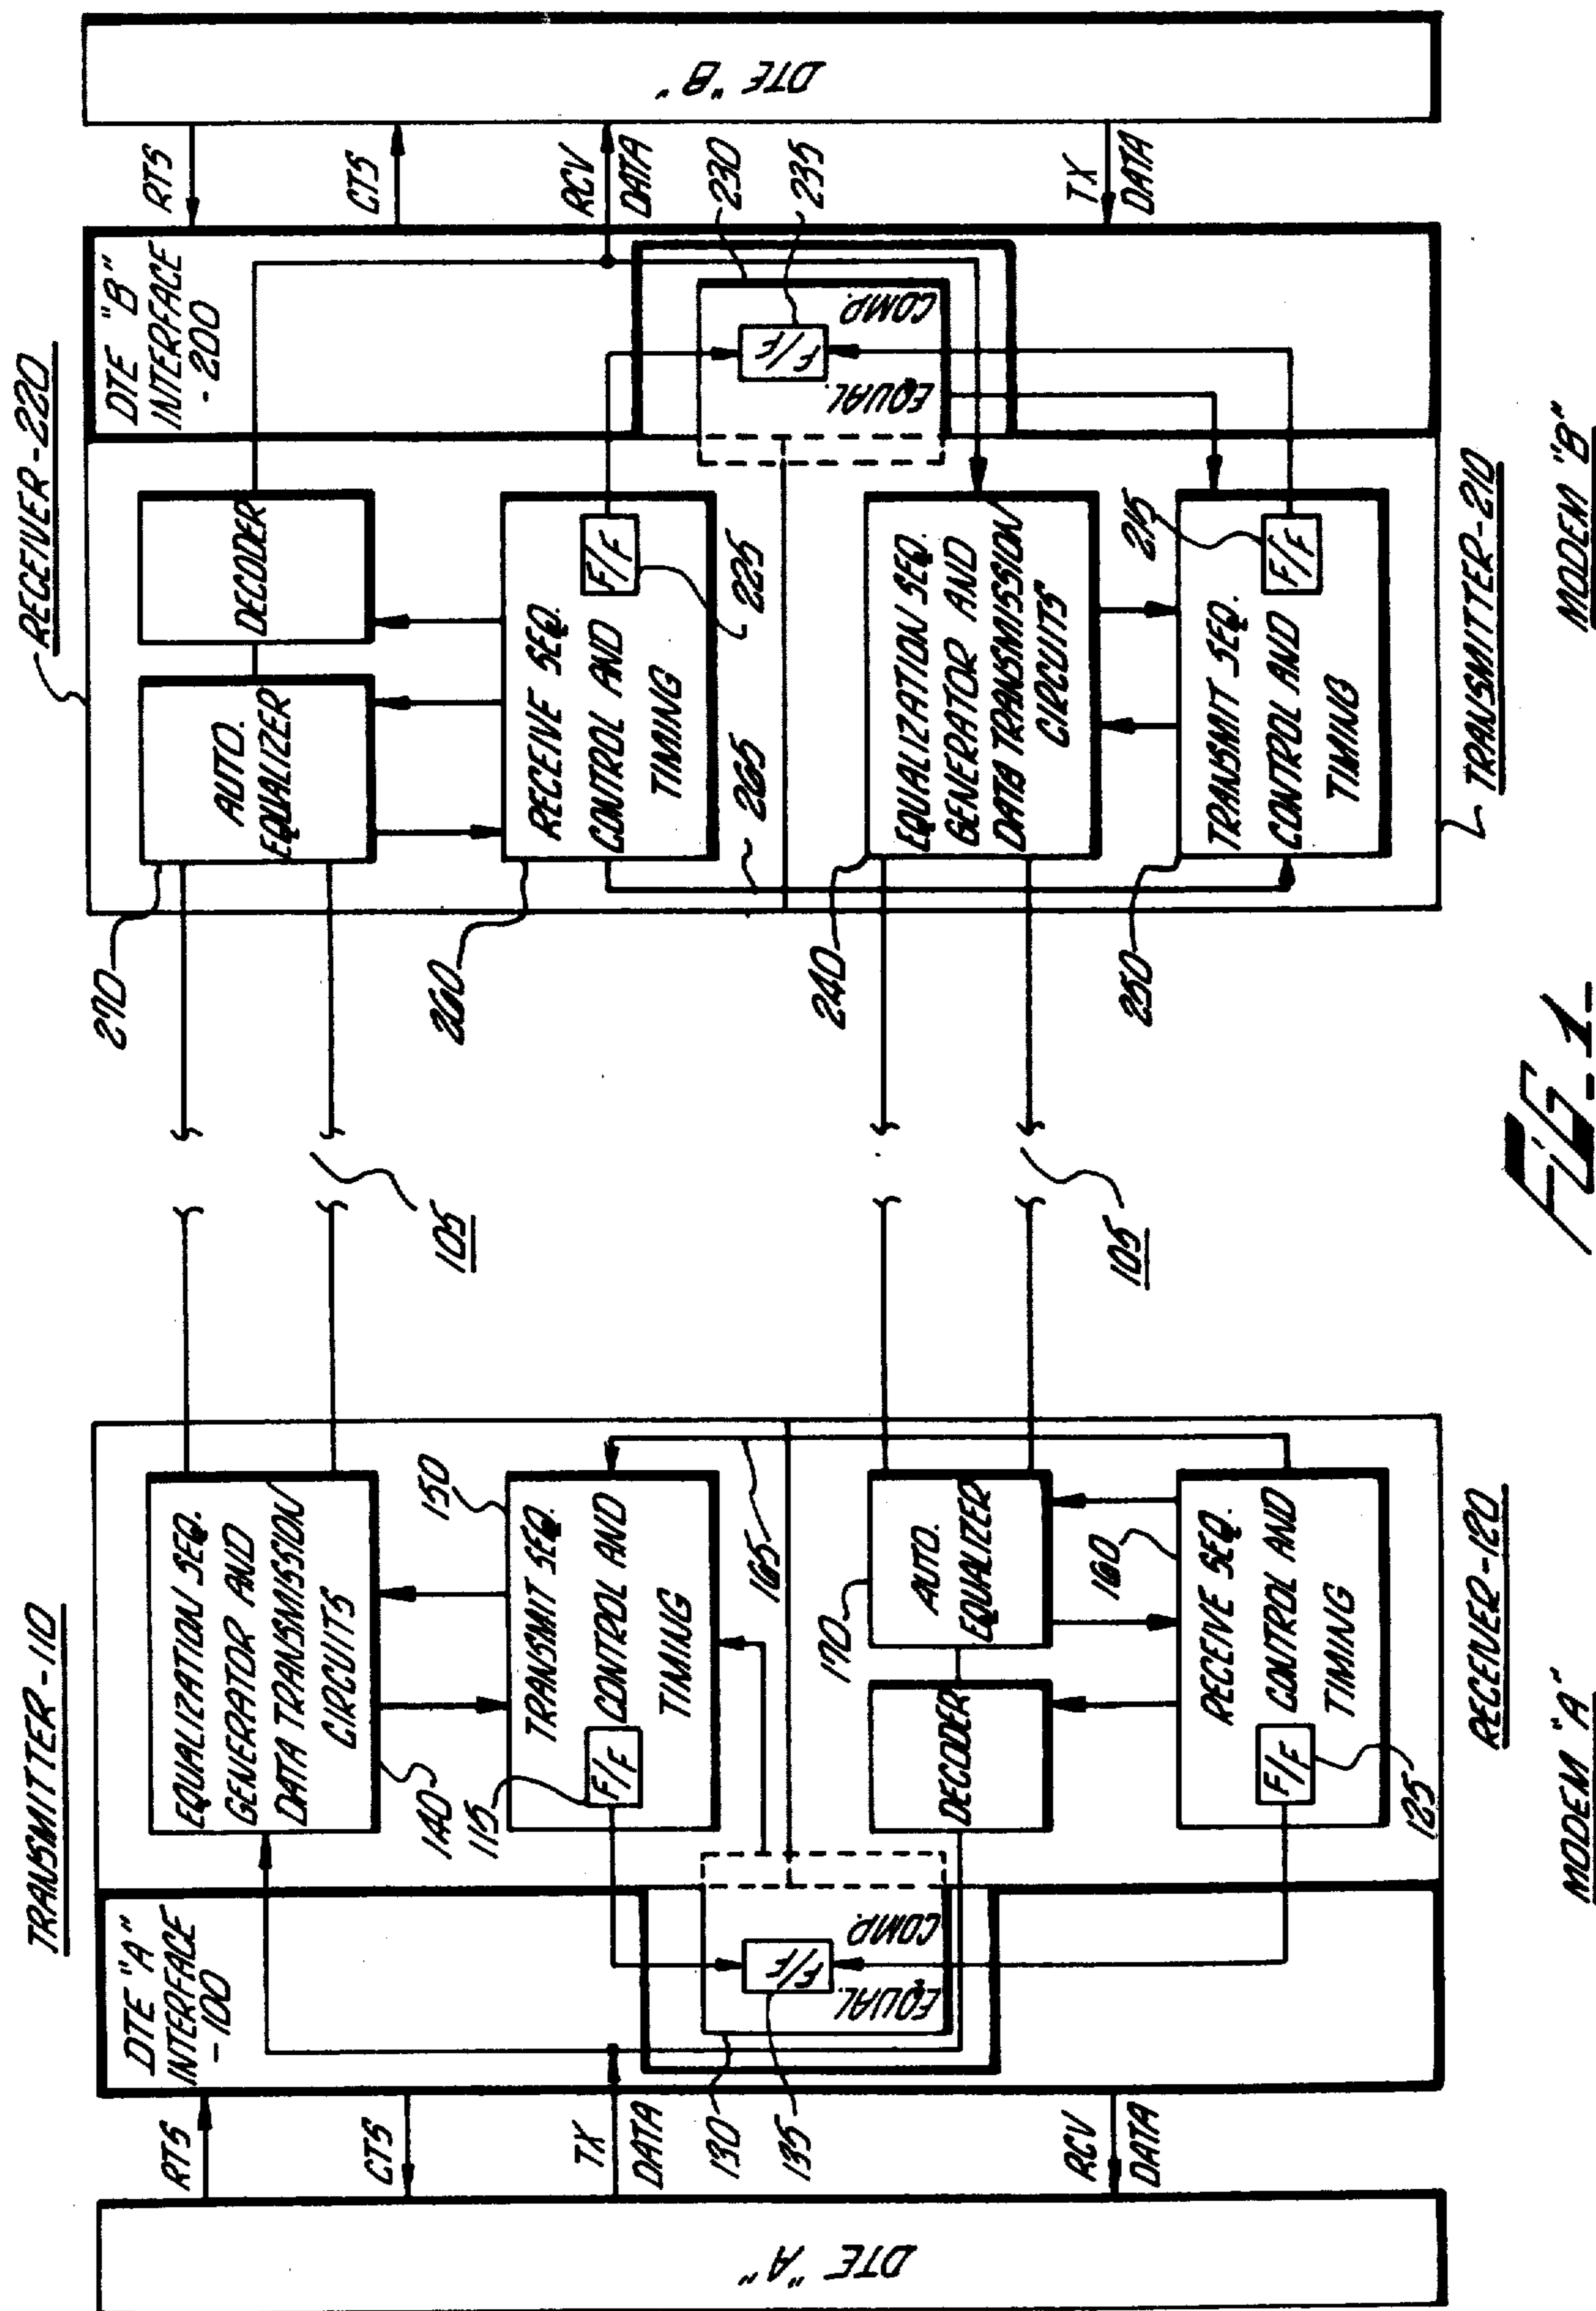 TRANSMITTER-110
DTE "A"
INTERFACE
-100
RTS
CTS
TX
DATA
RCV
DATA
DTE "A"
EQUALIZATION SEQ.
GENERATOR AND
DATA TRANSMISSION
CIRCUITS
140
115
150
TRANSMIT SEQ.
CONTROL AND
TIMING
F/F
165
130
135
F/F
EQUAL.
COMP.
170
AUTO.
EQUALIZER
DECODER
160
RECEIVE SEQ.
CONTROL AND
TIMING
F/F
125
RECEIVER-120
MODEM "A"
105
105
RECEIVER-220
DTE "B"
INTERFACE
-200
RTS
CTS
RCV
DATA
TX
DATA
DTE "B"
270
AUTO.
EQUALIZER
DECODER
260
RECEIVE SEQ.
CONTROL AND
TIMING
F/F
225
265
230
235
F/F
EQUAL.
COMP.
240
EQUALIZATION SEQ.
GENERATOR AND
DATA TRANSMISSION
CIRCUITS
250
TRANSMIT SEQ.
CONTROL AND
TIMING
F/F
215
TRANSMITTER-210
MODEM "B"
FIG_1_